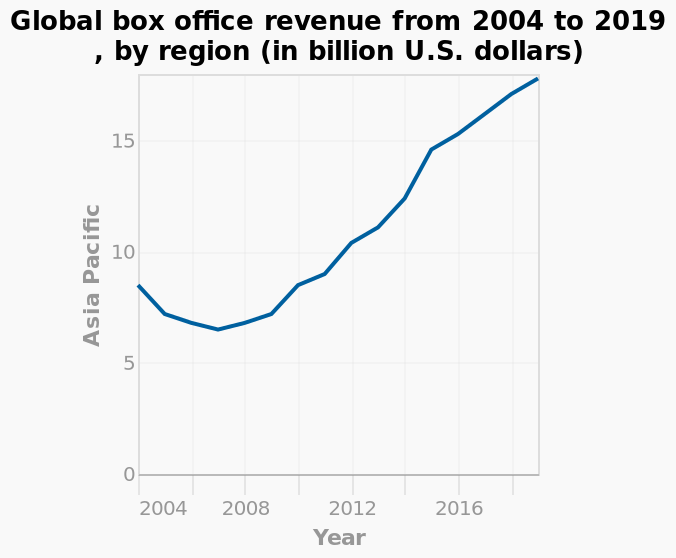 Global box office revenue from 2004 to 2019
, by region (in billion U.S. dollars)
Asia Pacific
15
10
5
0
2004 2008 2012 2016
Year